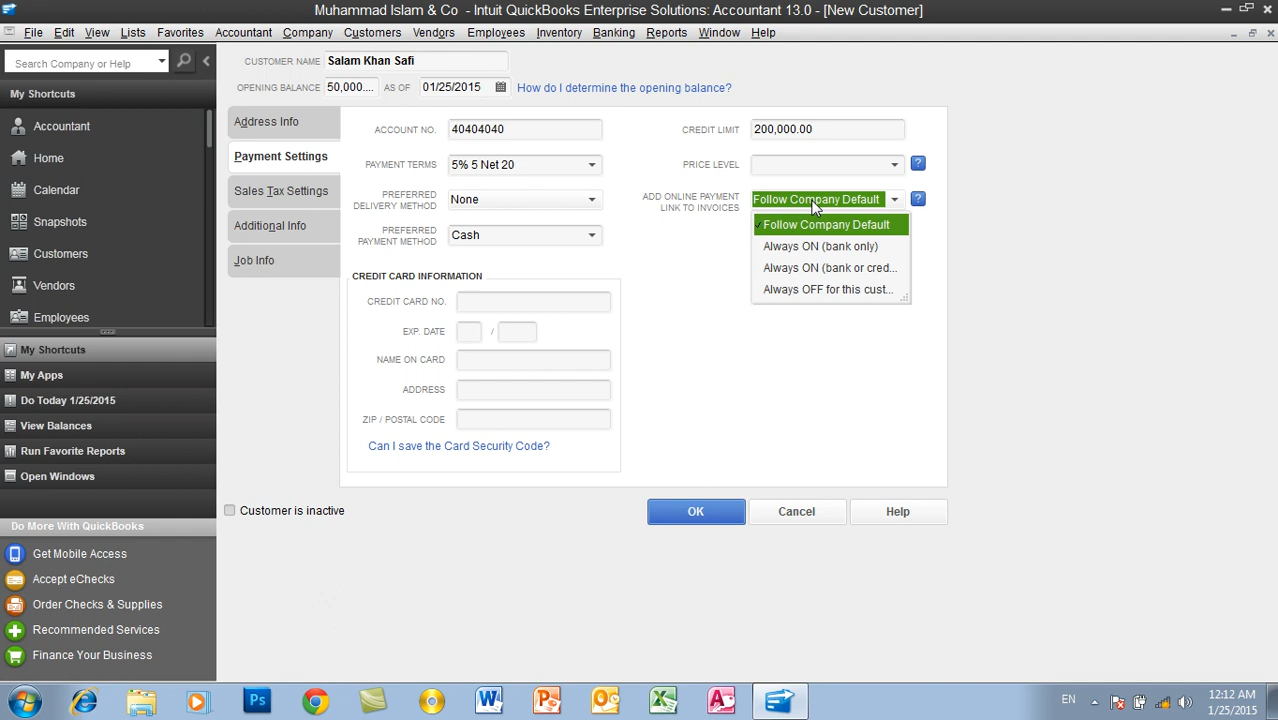 Muhammad Islam & Co - Intuit QuickBooks Enterprise Solutions: Accountant 13.0 - [New Customer]
File Edit View Lists Favorites Accountant Company Customers Vendors Employees Inventory Banking Reports Window Help
Search Company or Help
My Shortcuts
Accountant
Home
Calendar
Snapshots
Customers
Vendors
Employees
My Shortcuts
My Apps
Do Today 1/25/2015
View Balances
Run Favorite Reports
Open Windows
Do More With QuickBooks
Get Mobile Access
Accept eChecks
Order Checks & Supplies
Recommended Services
Finance Your Business
CUSTOMER NAME Salam Khan Safi
OPENING BALANCE 50,000.... AS OF 01/25/2015 How do I determine the opening balance?
Address Info
Payment Settings
Sales Tax Settings
Additional Info
Job Info
ACCOUNT NO. 40404040
PAYMENT TERMS 5% 5 Net 20
PREFERRED
DELIVERY METHOD None
PREFERRED
PAYMENT METHOD Cash
CREDIT CARD INFORMATION
CREDIT CARD NO.
EXP. DATE /
NAME ON CARD
ADDRESS
ZIP / POSTAL CODE
Can I save the Card Security Code?
CREDIT LIMIT 200,000.00
PRICE LEVEL ?
ADD ONLINE PAYMENT
LINK TO INVOICES Follow Company Default ?
Follow Company Default
Always ON (bank only)
Always ON (bank or cred...
Always OFF for this cust...
Customer is inactive
OK Cancel Help
Ps
EN
12:12 AM
1/25/2015